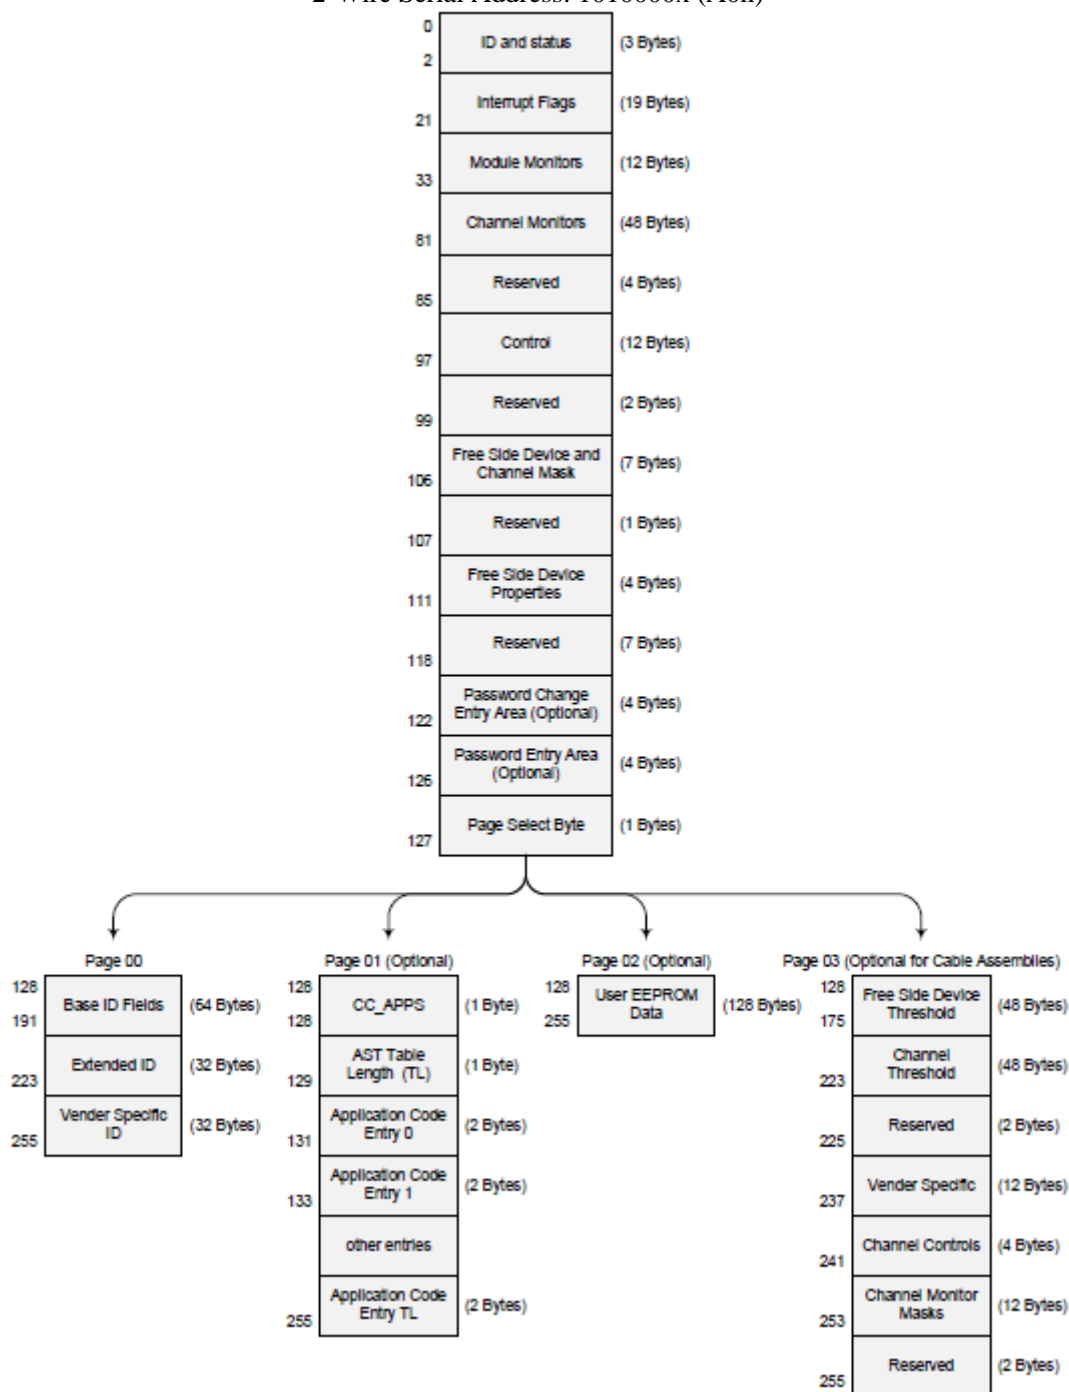 2-Wire Serial Address: 1010000x (A0h)
0
ID and status (3 Bytes)
2
Interrupt Flags (19 Bytes)
21
Module Monitors (12 Bytes)
33
Channel Monitors (48 Bytes)
81
Reserved (4 Bytes)
85
Control (12 Bytes)
97
Reserved (2 Bytes)
99
Free Side Device and
Channel Mask (7 Bytes)
106
Reserved (1 Bytes)
107
Free Side Device
Properties (4 Bytes)
111
Reserved (7 Bytes)
118
Password Change
Entry Area (Optional) (4 Bytes)
122
Password Entry Area
(Optional) (4 Bytes)
126
Page Select Byte (1 Bytes)
127
Page 00
128
Base ID Fields (64 Bytes)
191
Extended ID (32 Bytes)
223
Vender Specific
ID (32 Bytes)
255
Page 01 (Optional)
128
CC_APPS (1 Byte)
128
AST Table
Length (TL) (1 Byte)
129
Application Code
Entry 0 (2 Bytes)
131
Application Code
Entry 1 (2 Bytes)
133
other entries
Application Code
Entry TL (2 Bytes)
255
Page 02 (Optional)
128
User EEPROM
Data (128 Bytes)
255
Page 03 (Optional for Cable Assemblies)
128
Free Side Device
Threshold (48 Bytes)
175
Channel
Threshold (48 Bytes)
223
Reserved (2 Bytes)
225
Vender Specific (12 Bytes)
237
Channel Controls (4 Bytes)
241
Channel Monitor
Masks (12 Bytes)
253
Reserved (2 Bytes)
255